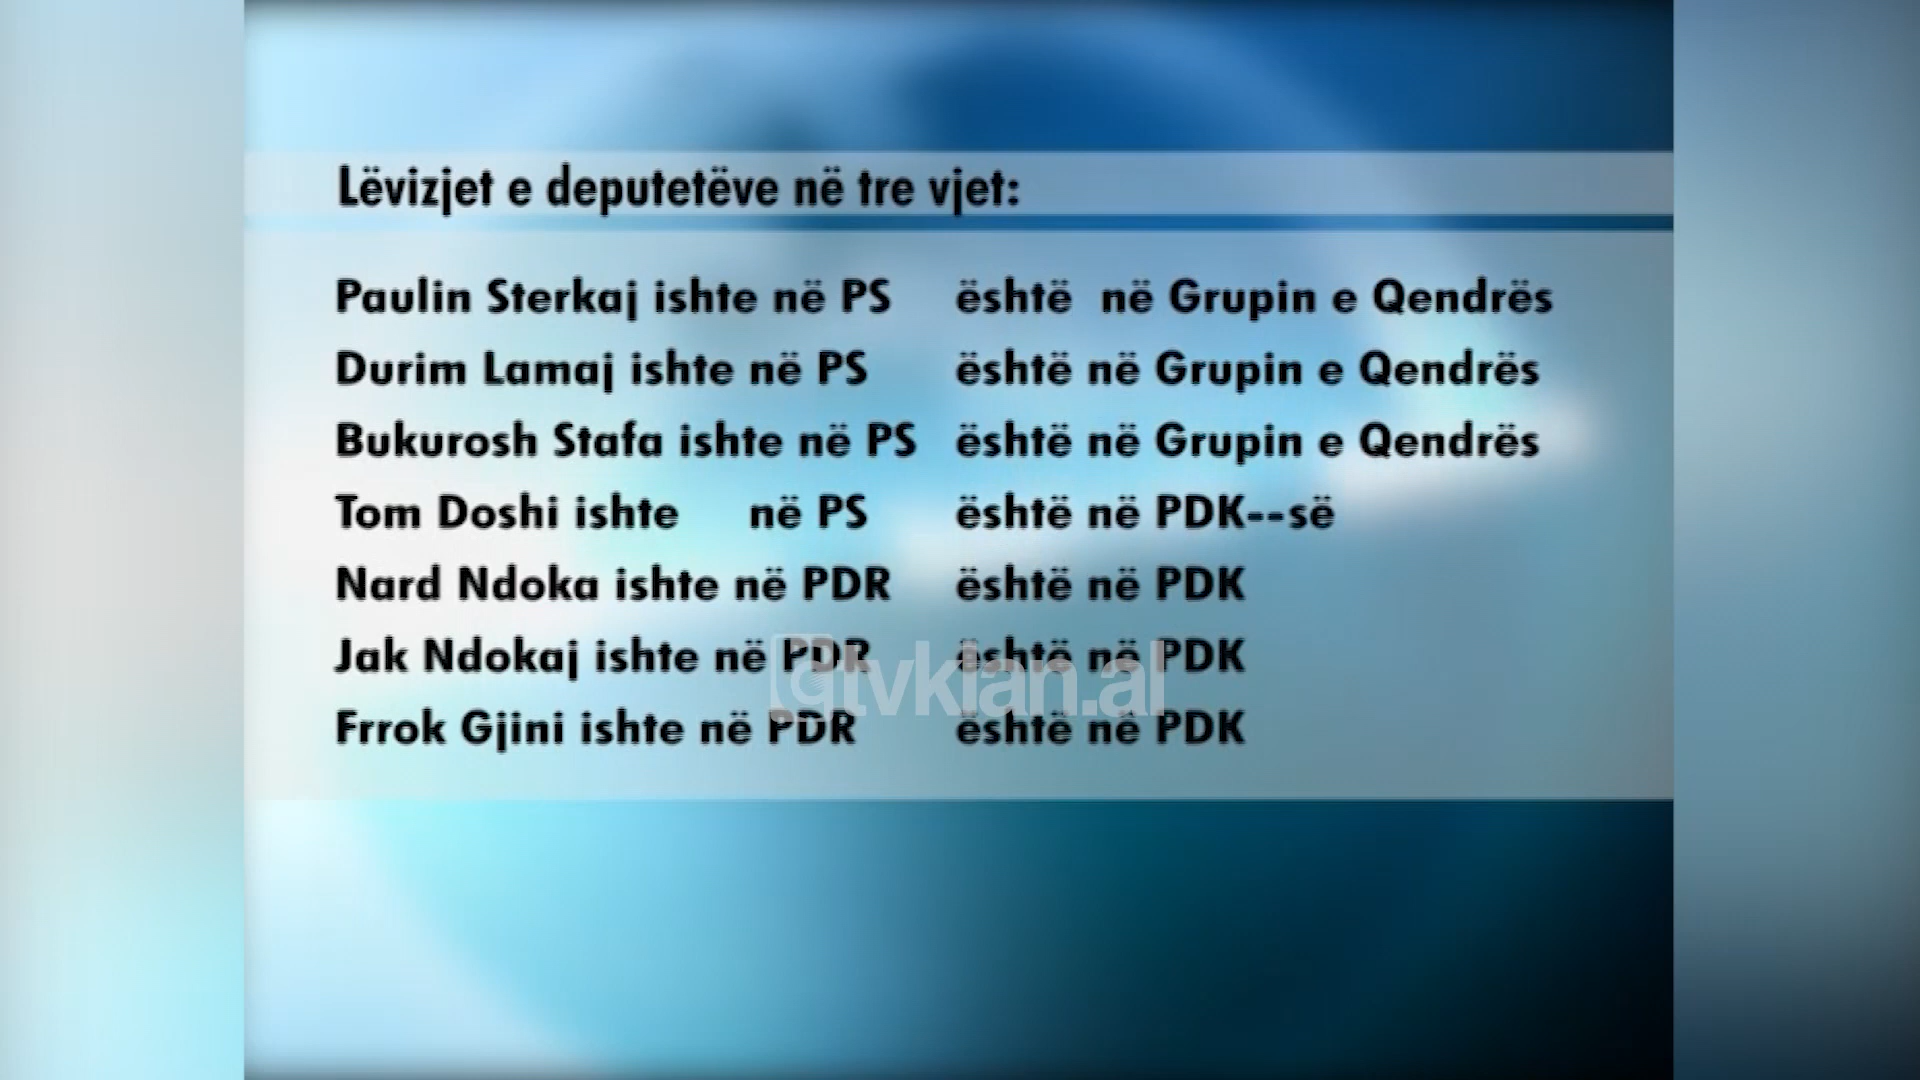 Lëvizjet e deputetëve në tre vjet:
Paulin Sterkaj ishte në PS është në Grupin e Qendrës
Durim Lamaj ishte në PS është në Grupin e Qendrës
Bukurosh Stafa ishte në PS është në Grupin e Qendrës
Tom Doshi ishte në PS është në PDK--së
Nard Ndoka ishte në PDR është në PDK
Jak Ndokaj ishte në PDR është në PDK
tvklan.al
Frrok Gjini ishte në PDR është në PDK